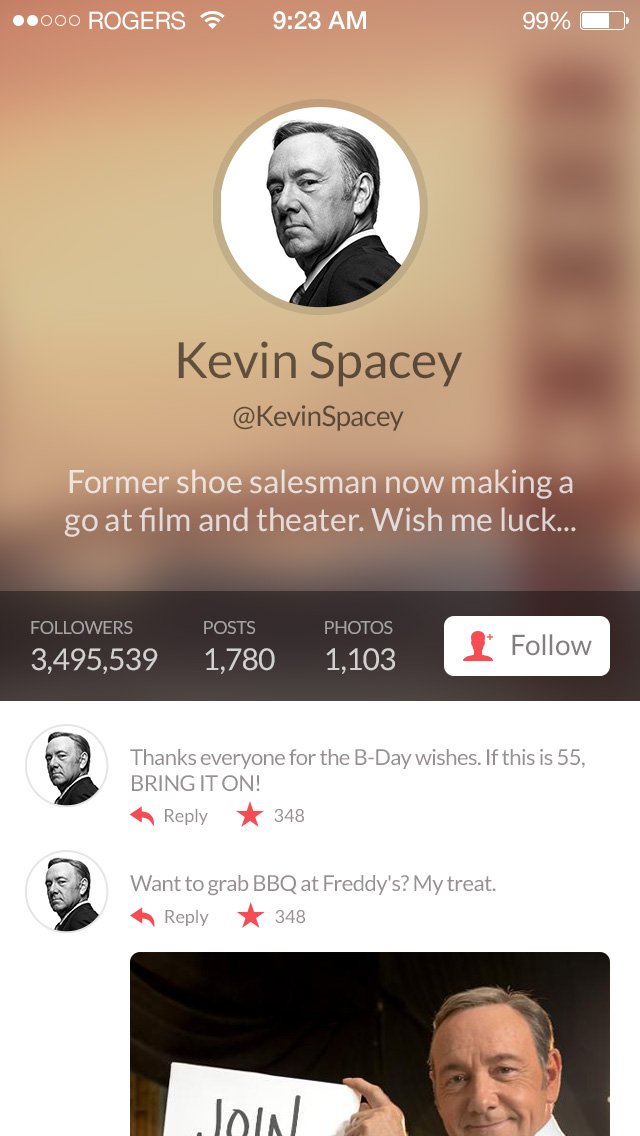 ROGERS 9:23 AM 99%
Kevin Spacey
@KevinSpacey
Former shoe salesman now making a
go at film and theater. Wish me luck...
FOLLOWERS POSTS PHOTOS
3,495,539 1,780 1,103 Follow
Thanks everyone for the B-Day wishes. If this is 55,
BRING IT ON!
Reply 348
Want to grab BBQ at Freddy's? My treat.
Reply 348
JOIN